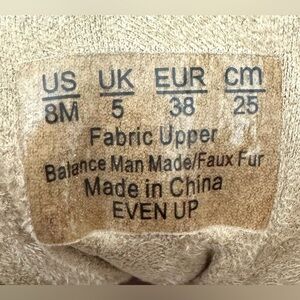 US UK EUR cm
8M 5 38 25
Fabric Upper
Balance Man Made/Faux Fur
Made in China
EVEN UP